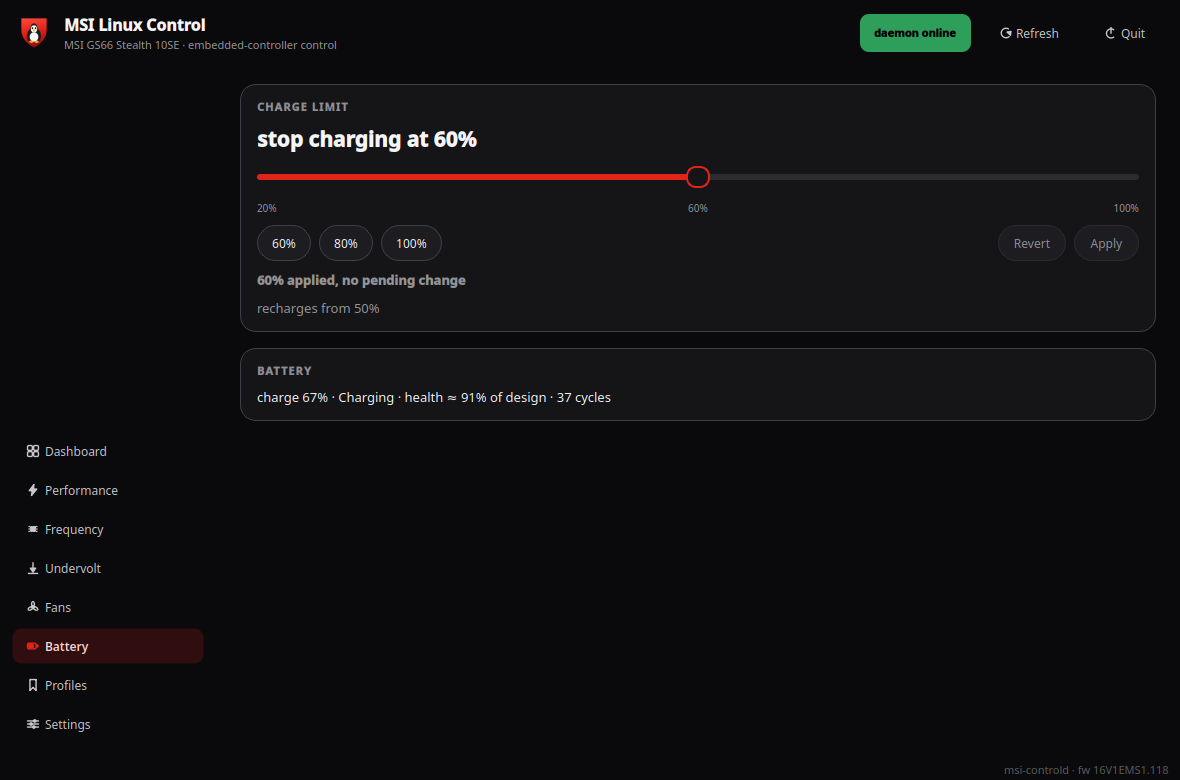 MSI Linux Control
MSI GS66 Stealth 10SE · embedded-controller control
daemon online
Refresh
Quit
CHARGE LIMIT
stop charging at 60%
20% 60% 100%
60% 80% 100% Revert Apply
60% applied, no pending change
recharges from 50%
BATTERY
charge 67% · Charging · health ≈ 91% of design · 37 cycles
Dashboard
Performance
Frequency
Undervolt
Fans
Battery
Profiles
Settings
msi-controld · fw 16V1EMS1.118